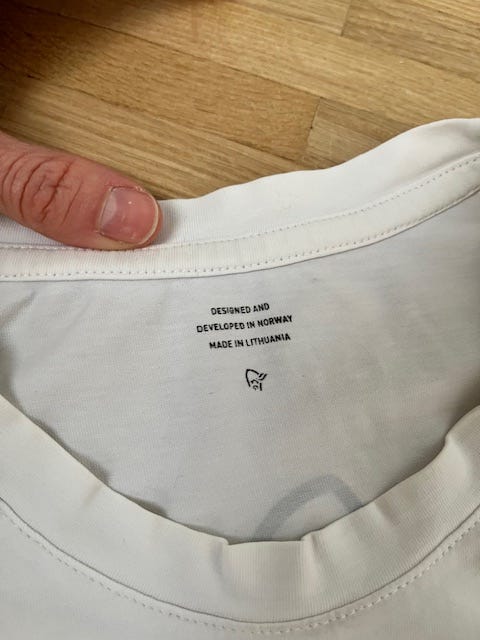 DESIGNED AND
DEVELOPED IN NORWAY
MADE IN LITHUANIA